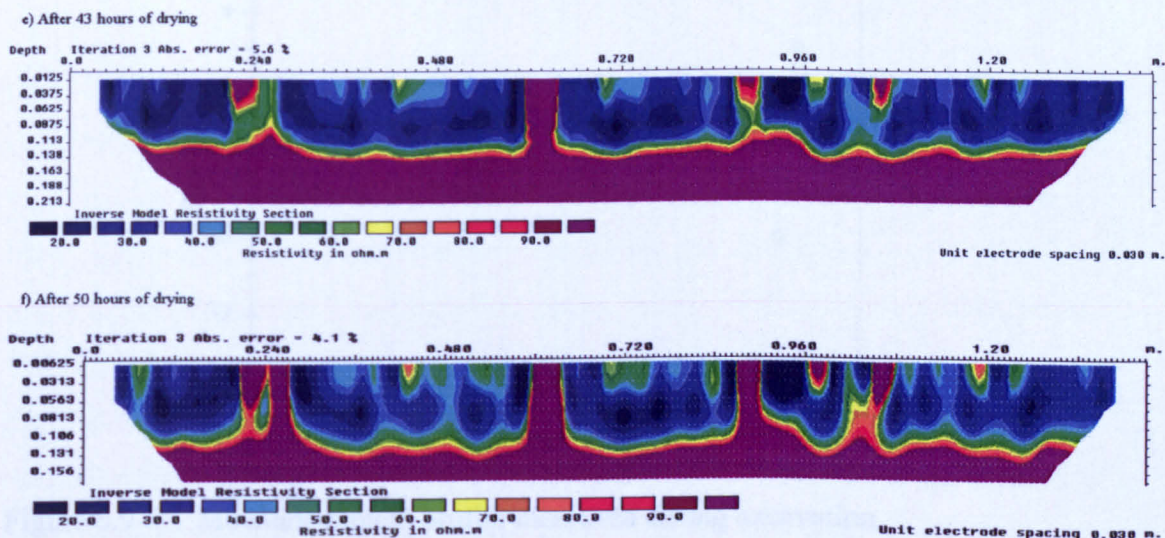 e) After 43 hours of drying
Depth Iteration 3 Abs. error = 5.6 %
0.0 0.240 0.480 0.720 0.960 1.20 m.
0.0125
0.0375
0.0625
0.0875
0.113
0.138
0.163
0.188
0.213
Inverse Model Resistivity Section
20.0 30.0 40.0 50.0 60.0 70.0 80.0 90.0
Resistivity in ohm.m
Unit electrode spacing 0.030 m.
f) After 50 hours of drying
Depth Iteration 3 Abs. error = 4.1 %
0.0 0.240 0.480 0.720 0.960 1.20 m.
0.00625
0.0313
0.0563
0.0813
0.106
0.131
0.156
Inverse Model Resistivity Section
20.0 30.0 40.0 50.0 60.0 70.0 80.0 90.0
Resistivity in ohm.m
Unit electrode spacing 0.030 m.